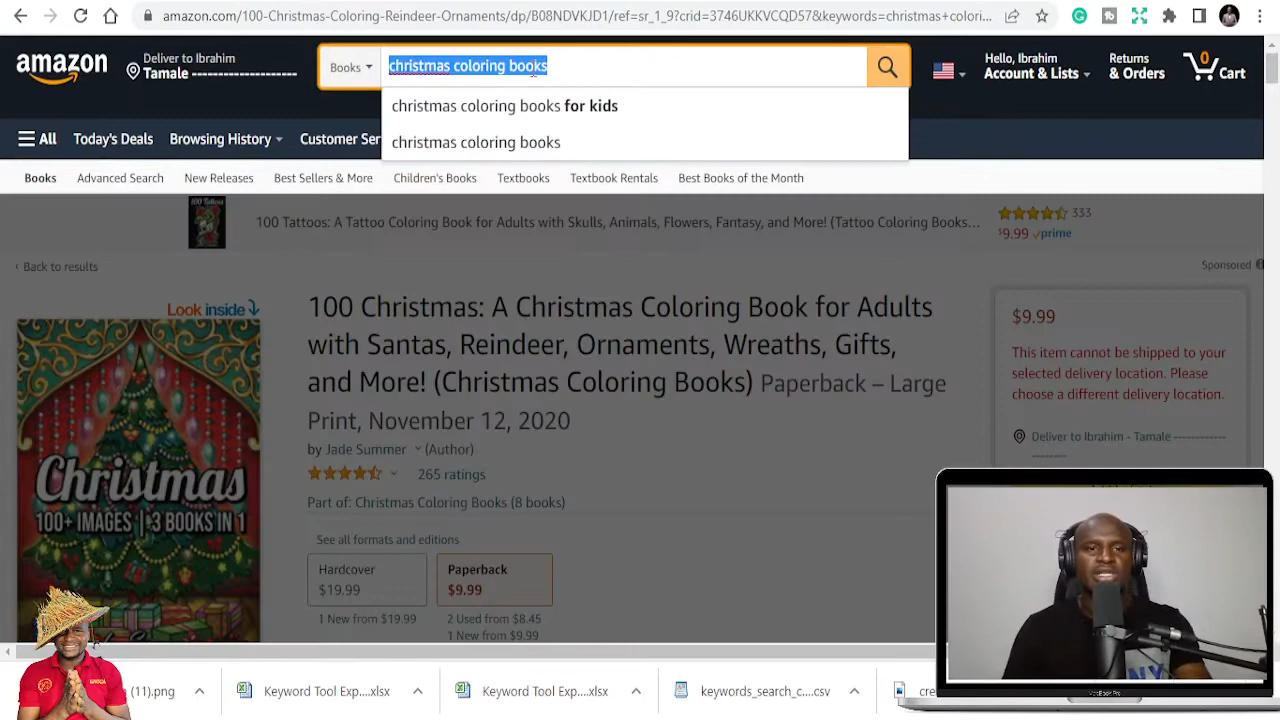 amazon.com/100-Christmas-Coloring-Reindeer-Ornaments/dp/B08NDVKJD1/ref=sr_1_9?crid=3746UKKVCQD57&keywords=christmas+colori...
amazon
Deliver to Ibrahim
Tamale ------------------
Books
christmas coloring books
Hello, Ibrahim
Account & Lists
Returns
& Orders
0
Cart
christmas coloring books for kids
christmas coloring books
All
Today's Deals
Browsing History
Customer Ser
Books
Advanced Search
New Releases
Best Sellers & More
Children's Books
Textbooks
Textbook Rentals
Best Books of the Month
100 Tattoos: A Tattoo Coloring Book for Adults with Skulls, Animals, Flowers, Fantasy, and More! (Tattoo Coloring Books...
333
$9.99 prime
‹ Back to results
Sponsored
Look inside
100 Christmas: A Christmas Coloring Book for Adults
with Santas, Reindeer, Ornaments, Wreaths, Gifts,
and More! (Christmas Coloring Books) Paperback – Large
Print, November 12, 2020
by Jade Summer (Author)
265 ratings
Part of: Christmas Coloring Books (8 books)
See all formats and editions
Hardcover
$19.99
Paperback
$9.99
1 New from $19.99
2 Used from $8.45
1 New from $9.99
$9.99
This item cannot be shipped to your
selected delivery location. Please
choose a different delivery location.
Deliver to Ibrahim - Tamale ------------
---------
Christmas
100+ IMAGES | 3 BOOKS IN 1
(11).png
Keyword Tool Exp....xlsx
Keyword Tool Exp....xlsx
keywords_search_c....csv
cre
MacBook Pro